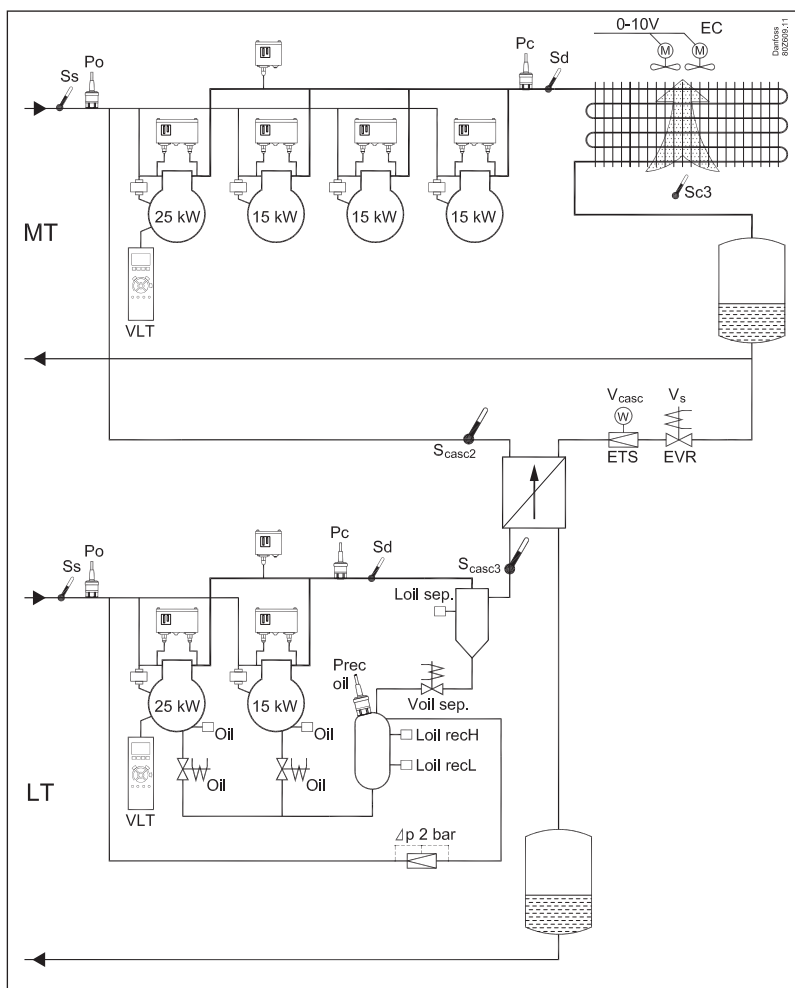 0-10V
EC
Danfoss
80Z609.11
M
M
Pc
Sd
Ss
Po
25 kW
15 kW
15 kW
15 kW
Sc3
MT
VLT
Vcasc
Vs
W
Scasc2
ETS
EVR
Pc
Sd
Ss
Po
Scasc3
Loil sep.
Prec
oil
25 kW
15 kW
Voil sep.
Oil
Oil
Loil recH
Oil
Oil
Loil recL
LT
VLT
⊿p 2 bar